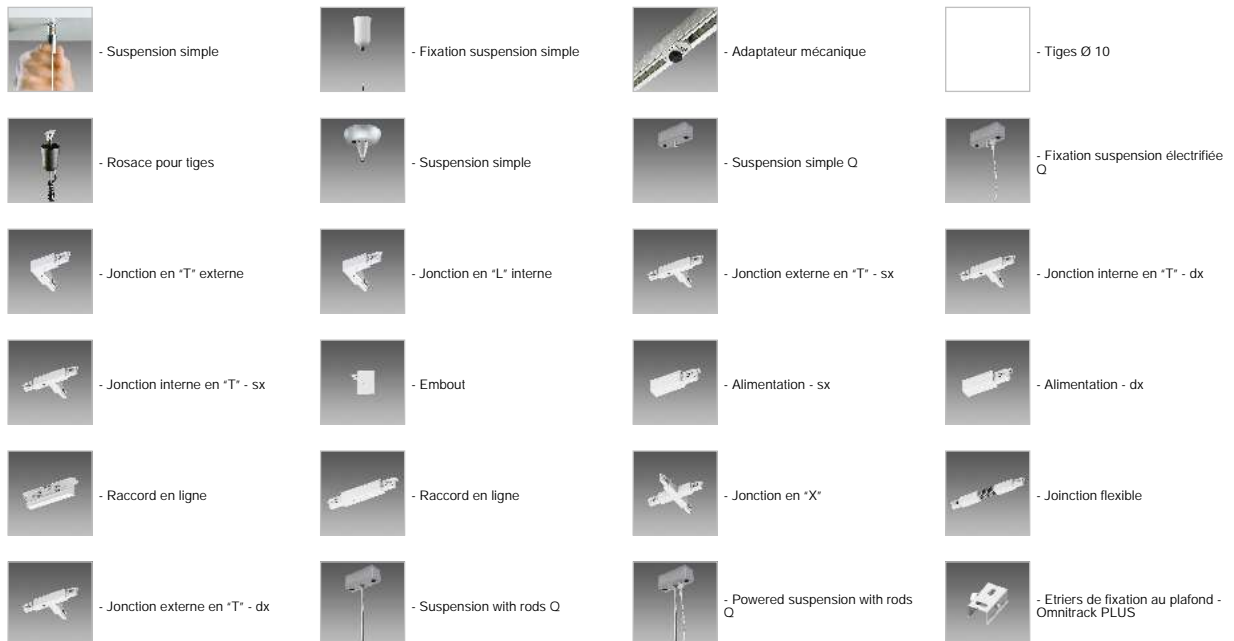 - Suspension simple
- Fixation suspension simple
- Adaptateur mécanique
- Tiges Ø 10
- Rosace pour tiges
- Suspension simple
- Suspension simple Q
- Fixation suspension électrifiée
Q
- Jonction en "T" externe
- Jonction en "L" interne
- Jonction externe en "T" - sx
- Jonction interne en "T" - dx
- Jonction interne en "T" - sx
- Embout
- Alimentation - sx
- Alimentation - dx
- Raccord en ligne
- Raccord en ligne
- Jonction en "X"
- Joinction flexible
- Jonction externe en "T" - dx
- Suspension with rods Q
- Powered suspension with rods
Q
- Etriers de fixation au plafond -
Omnitrack PLUS